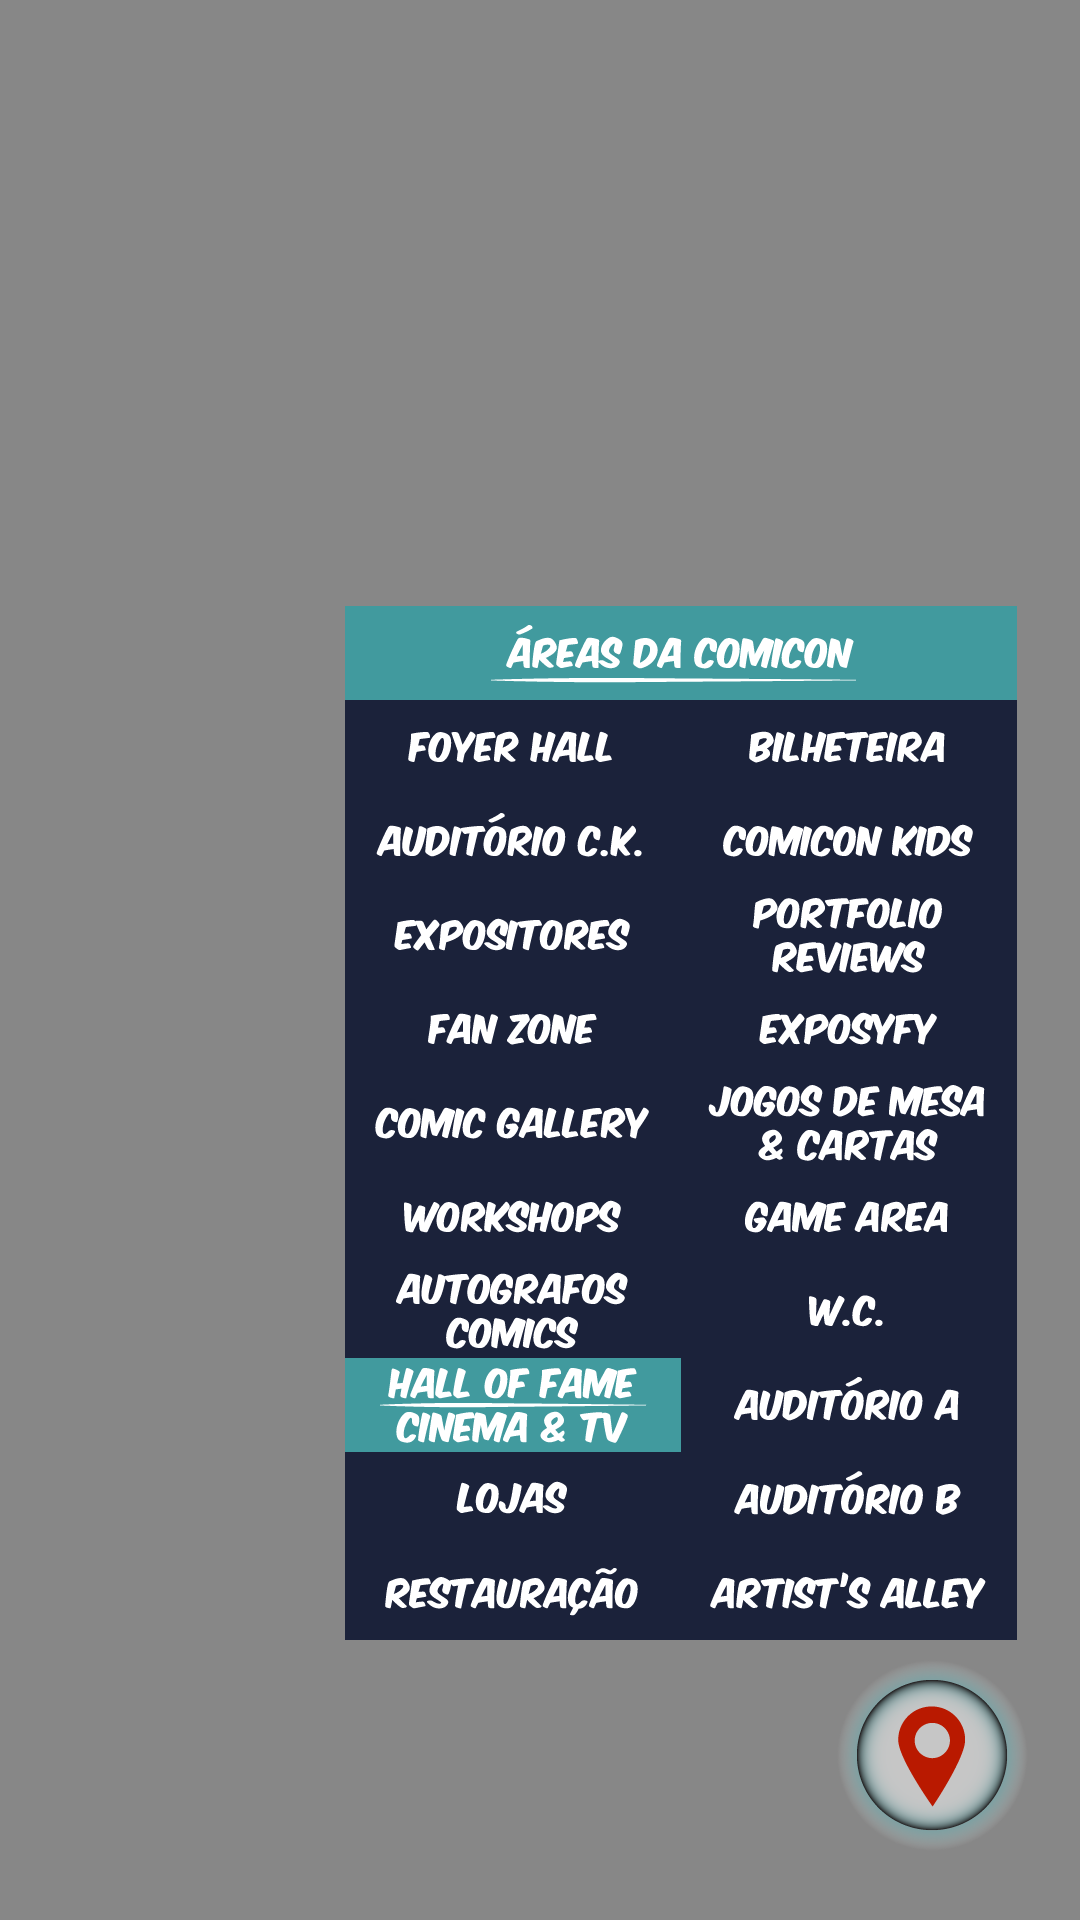 ÁREAS DA COMICON
FOYER HALL
BILHETEIRA
AUDITÓRIO C.K.
COMICON KIDS
EXPOSITORES
PORTFOLIO
REVIEWS
FAN ZONE
EXPOSYFY
COMIC GALLERY
JOGOS DE MESA
& CARTAS
WORKSHOPS
GAME AREA
AUTOGRAFOS
COMICS
W.C.
HALL OF FAME
CINEMA & TV
AUDITÓRIO A
LOJAS
AUDITÓRIO B
RESTAURAÇÃO
ARTIST'S ALLEY